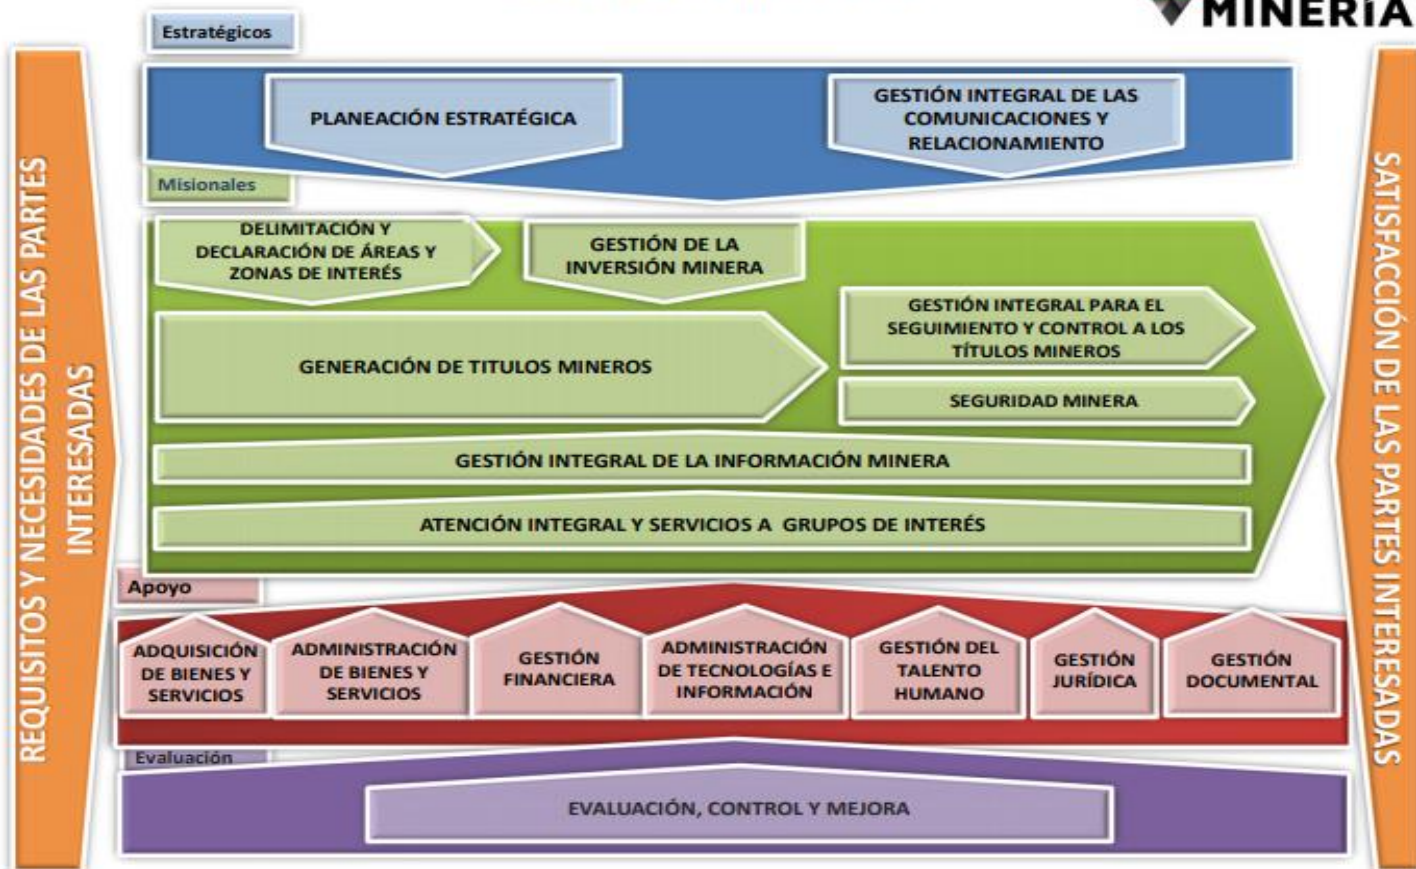 MINERÍA
Estratégicos
PLANEACIÓN ESTRATÉGICA
GESTIÓN INTEGRAL DE LAS
COMUNICACIONES Y
RELACIONAMIENTO
Misionales
DELIMITACIÓN Y
DECLARACIÓN DE ÁREAS Y
ZONAS DE INTERÉS
GESTIÓN DE LA
INVERSIÓN MINERA
GENERACIÓN DE TITULOS MINEROS
GESTIÓN INTEGRAL PARA EL
SEGUIMIENTO Y CONTROL A LOS
TÍTULOS MINEROS
SEGURIDAD MINERA
GESTIÓN INTEGRAL DE LA INFORMACIÓN MINERA
ATENCIÓN INTEGRAL Y SERVICIOS A GRUPOS DE INTERÉS
Apoyo
ADQUISICIÓN
DE BIENES Y
SERVICIOS
ADMINISTRACIÓN
DE BIENES Y
SERVICIOS
GESTIÓN
FINANCIERA
ADMINISTRACIÓN
DE TECNOLOGÍAS E
INFORMACIÓN
GESTIÓN DEL
TALENTO
HUMANO
GESTIÓN
JURÍDICA
GESTIÓN
DOCUMENTAL
Evaluación
EVALUACIÓN, CONTROL Y MEJORA
REQUISITOS Y NECESIDADES DE LAS PARTES
INTERESADAS
SATISFACCIÓN DE LAS PARTES INTERESADAS